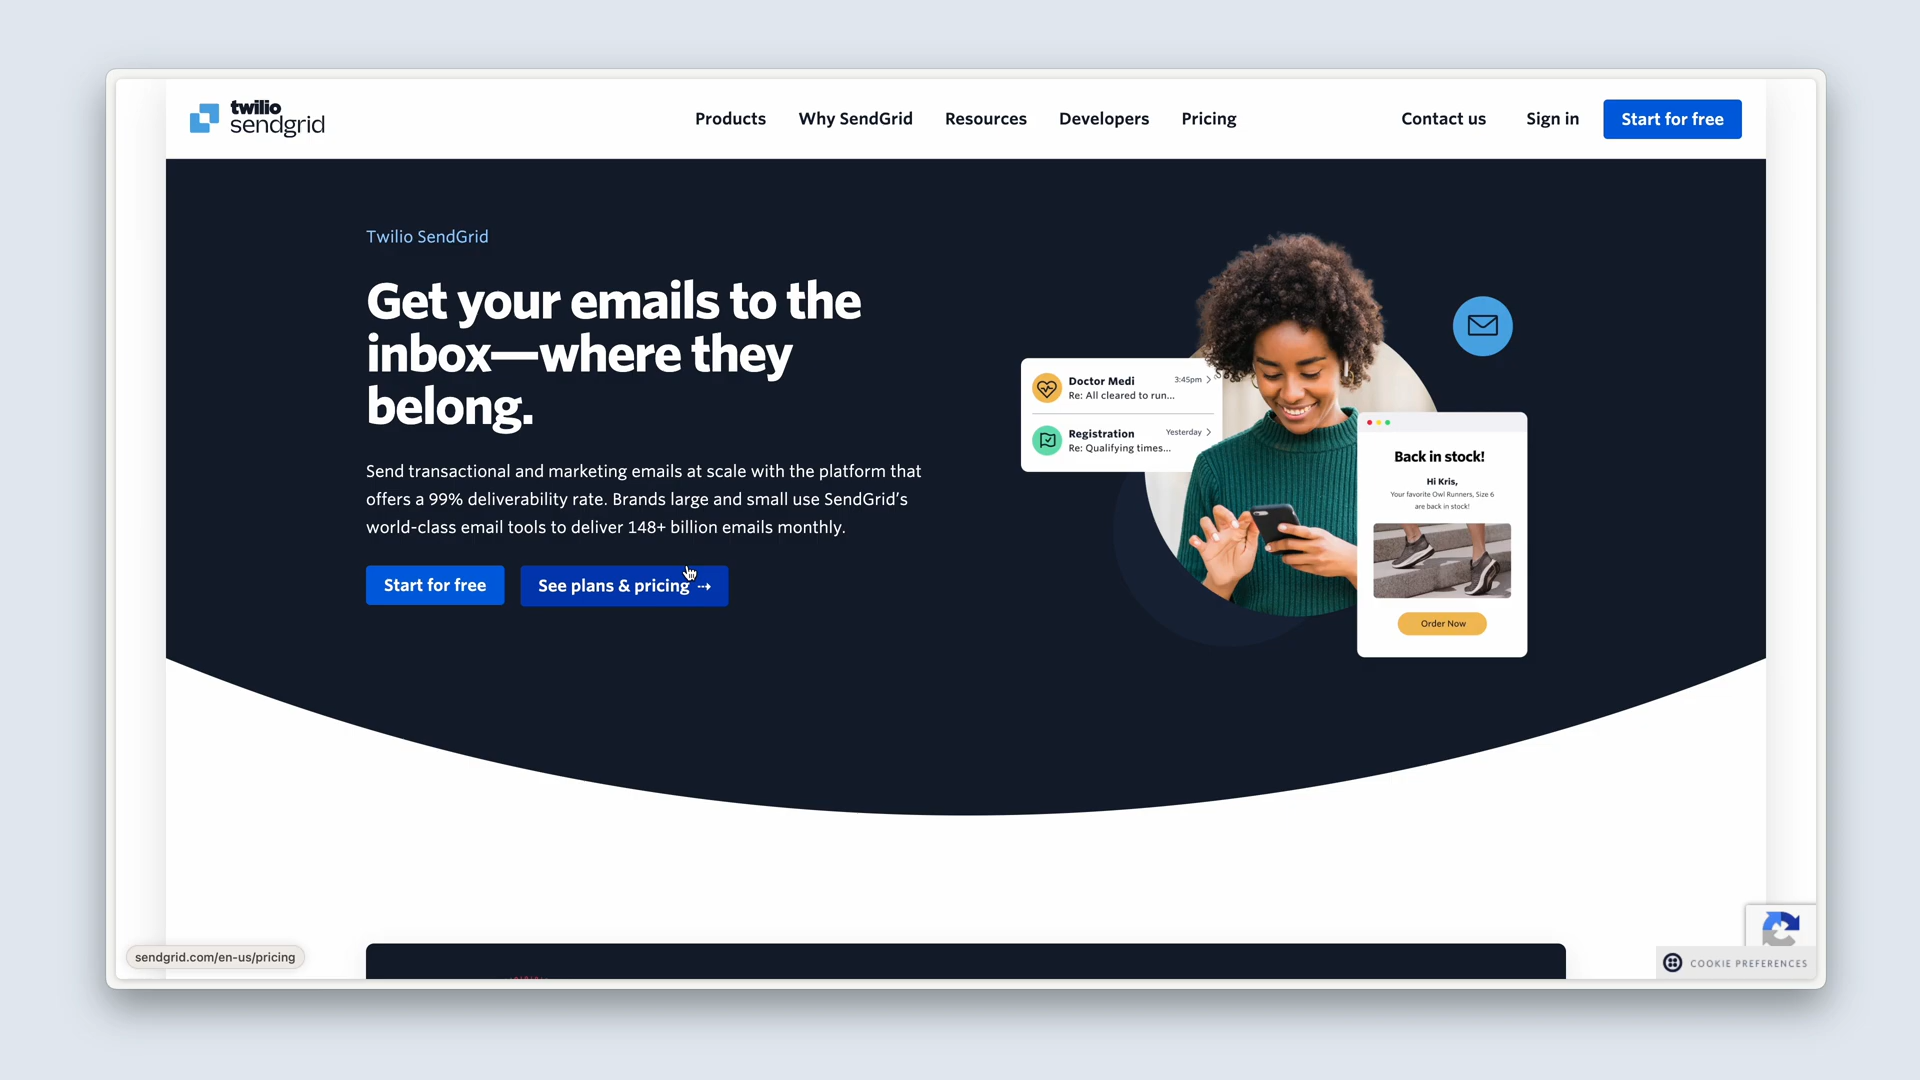 twilio
sendgrid
Products
Why SendGrid
Resources
Developers
Pricing
Contact us
Sign in
Start for free
Twilio SendGrid
Get your emails to the
inbox—where they
belong.
Send transactional and marketing emails at scale with the platform that
offers a 99% deliverability rate. Brands large and small use SendGrid’s
world-class email tools to deliver 148+ billion emails monthly.
Start for free
See plans & pricing
Doctor Medi
3:45pm
Re: All cleared to run...
Registration
Yesterday
Re: Qualifying times...
Back in stock!
Hi Kris,
Your favorite Owl Runners, Size 6
are back in stock!
Order Now
sendgrid.com/en-us/pricing
COOKIE PREFERENCES